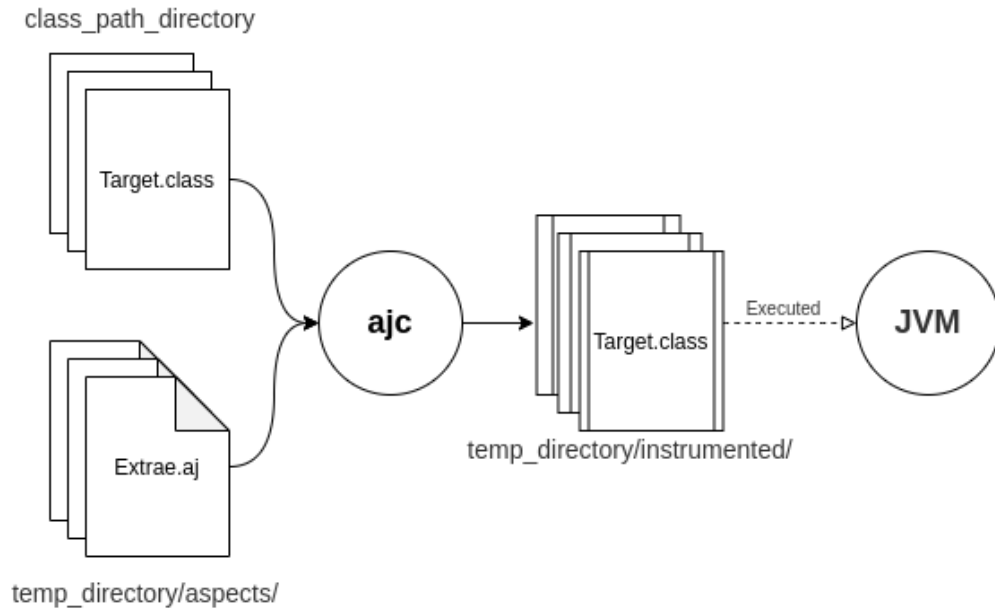 class_path_directory
Target.class
Extrae.aj
temp_directory/aspects/
ajc
Target.class
temp_directory/instrumented/
Executed
JVM